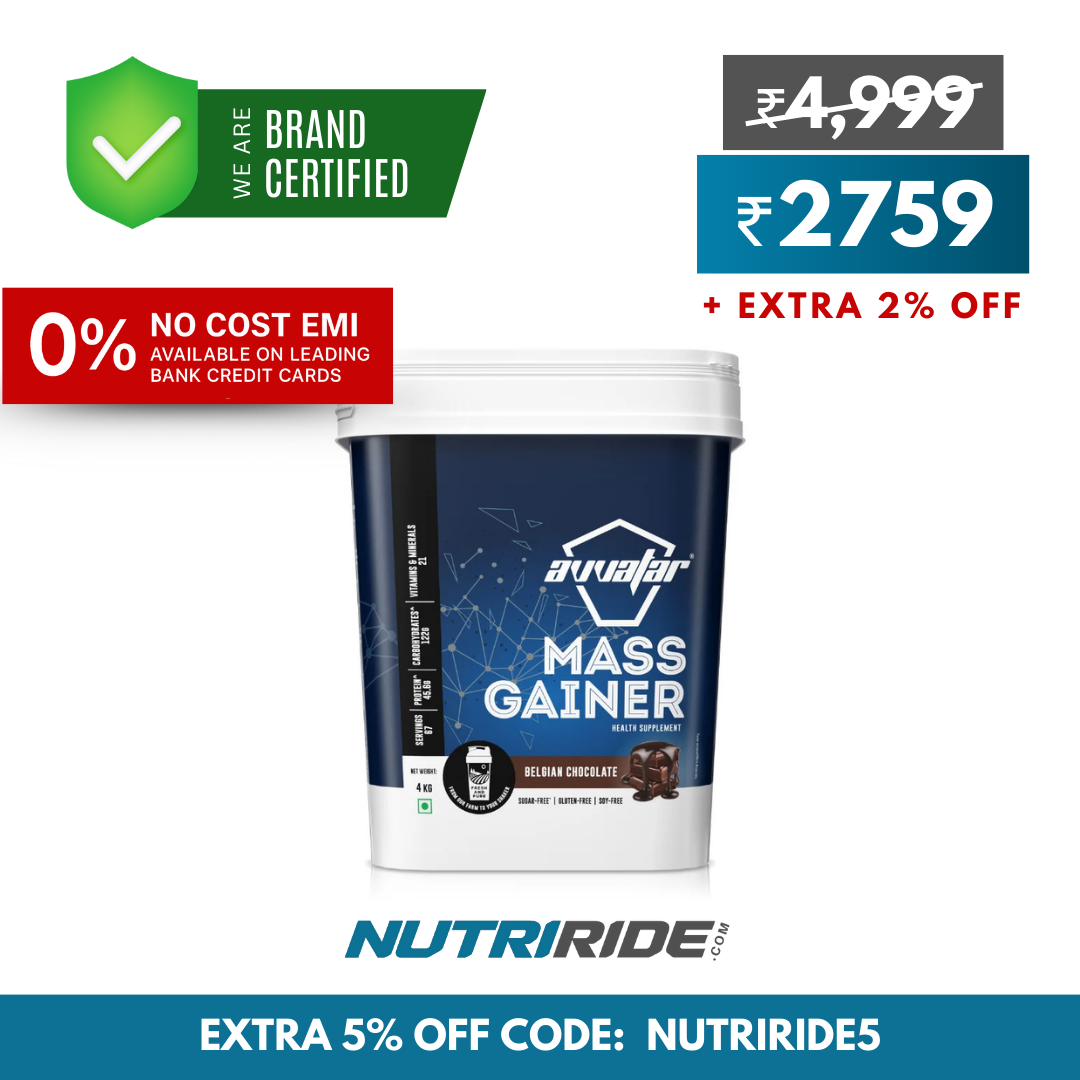 WE ARE
BRAND
CERTIFIED
₹4,999
₹2759
+ EXTRA 2% OFF
0%
NO COST EMI
AVAILABLE ON LEADING
BANK CREDIT CARDS
avvatar®
MASS
GAINER
HEALTH SUPPLEMENT
SERVINGS
67
PROTEIN^
45.6G
CARBOHYDRATES^
122G
VITAMINS & MINERALS
21
NET WEIGHT:
4 KG
FRESH
AND
PURE
FROM OUR FARM TO YOUR SHAKER
BELGIAN CHOCOLATE
SUGAR-FREE* | GLUTEN-FREE | SOY-FREE
NUTRIRIDE.COM
EXTRA 5% OFF CODE: NUTRIRIDE5